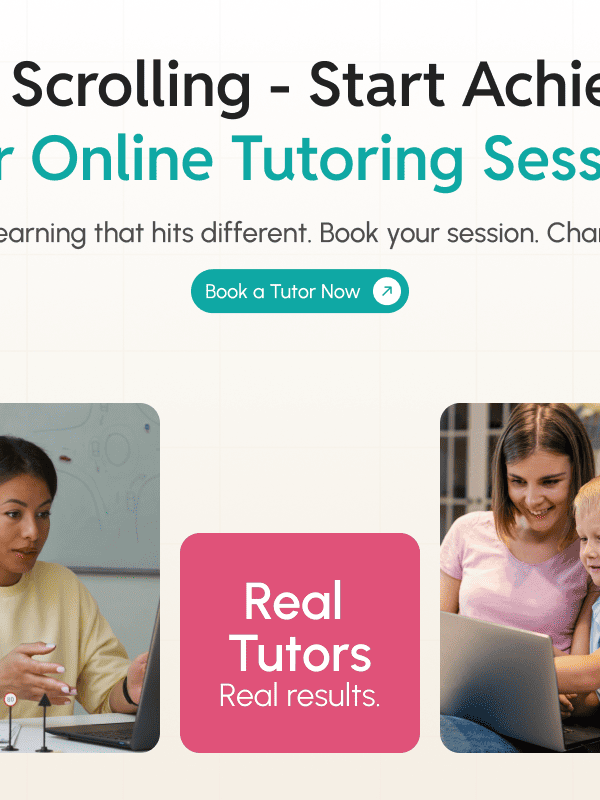 Scrolling - Start Achie
r Online Tutoring Sess
earning that hits different. Book your session. Chan
Book a Tutor Now
Real
Tutors
Real results.